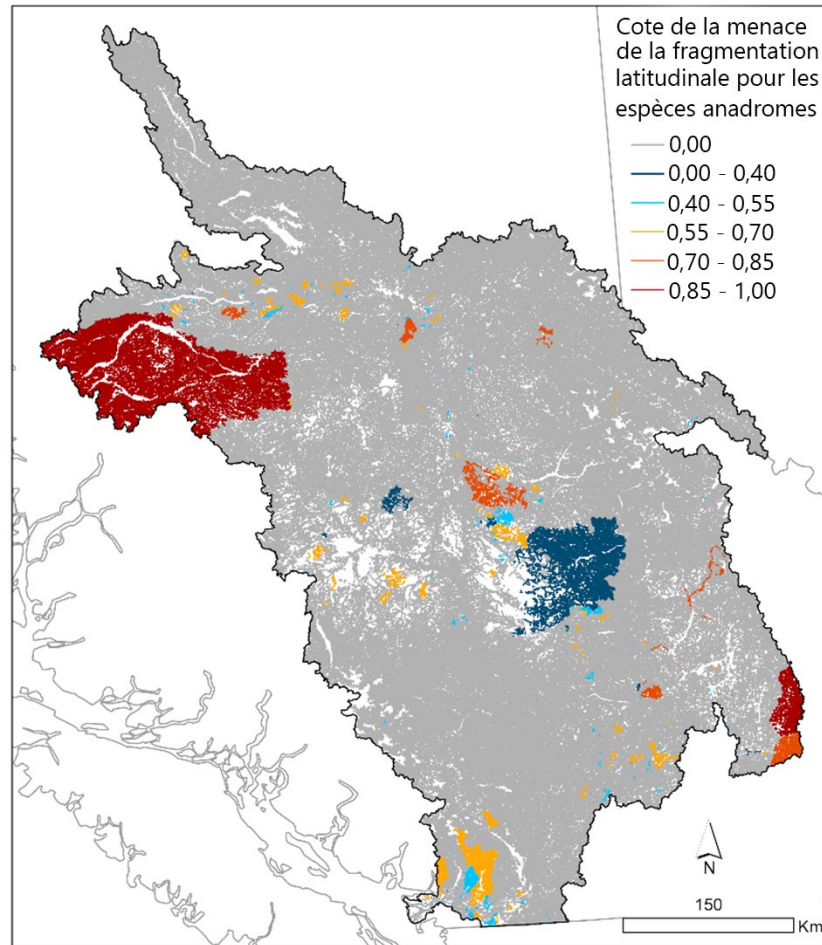 Cote de la menace
de la fragmentation
latitudinale pour les
espèces anadromes
0,00
0,00 - 0,40
0,40 - 0,55
0,55 - 0,70
0,70 - 0,85
0,85 - 1,00
N
150
Km